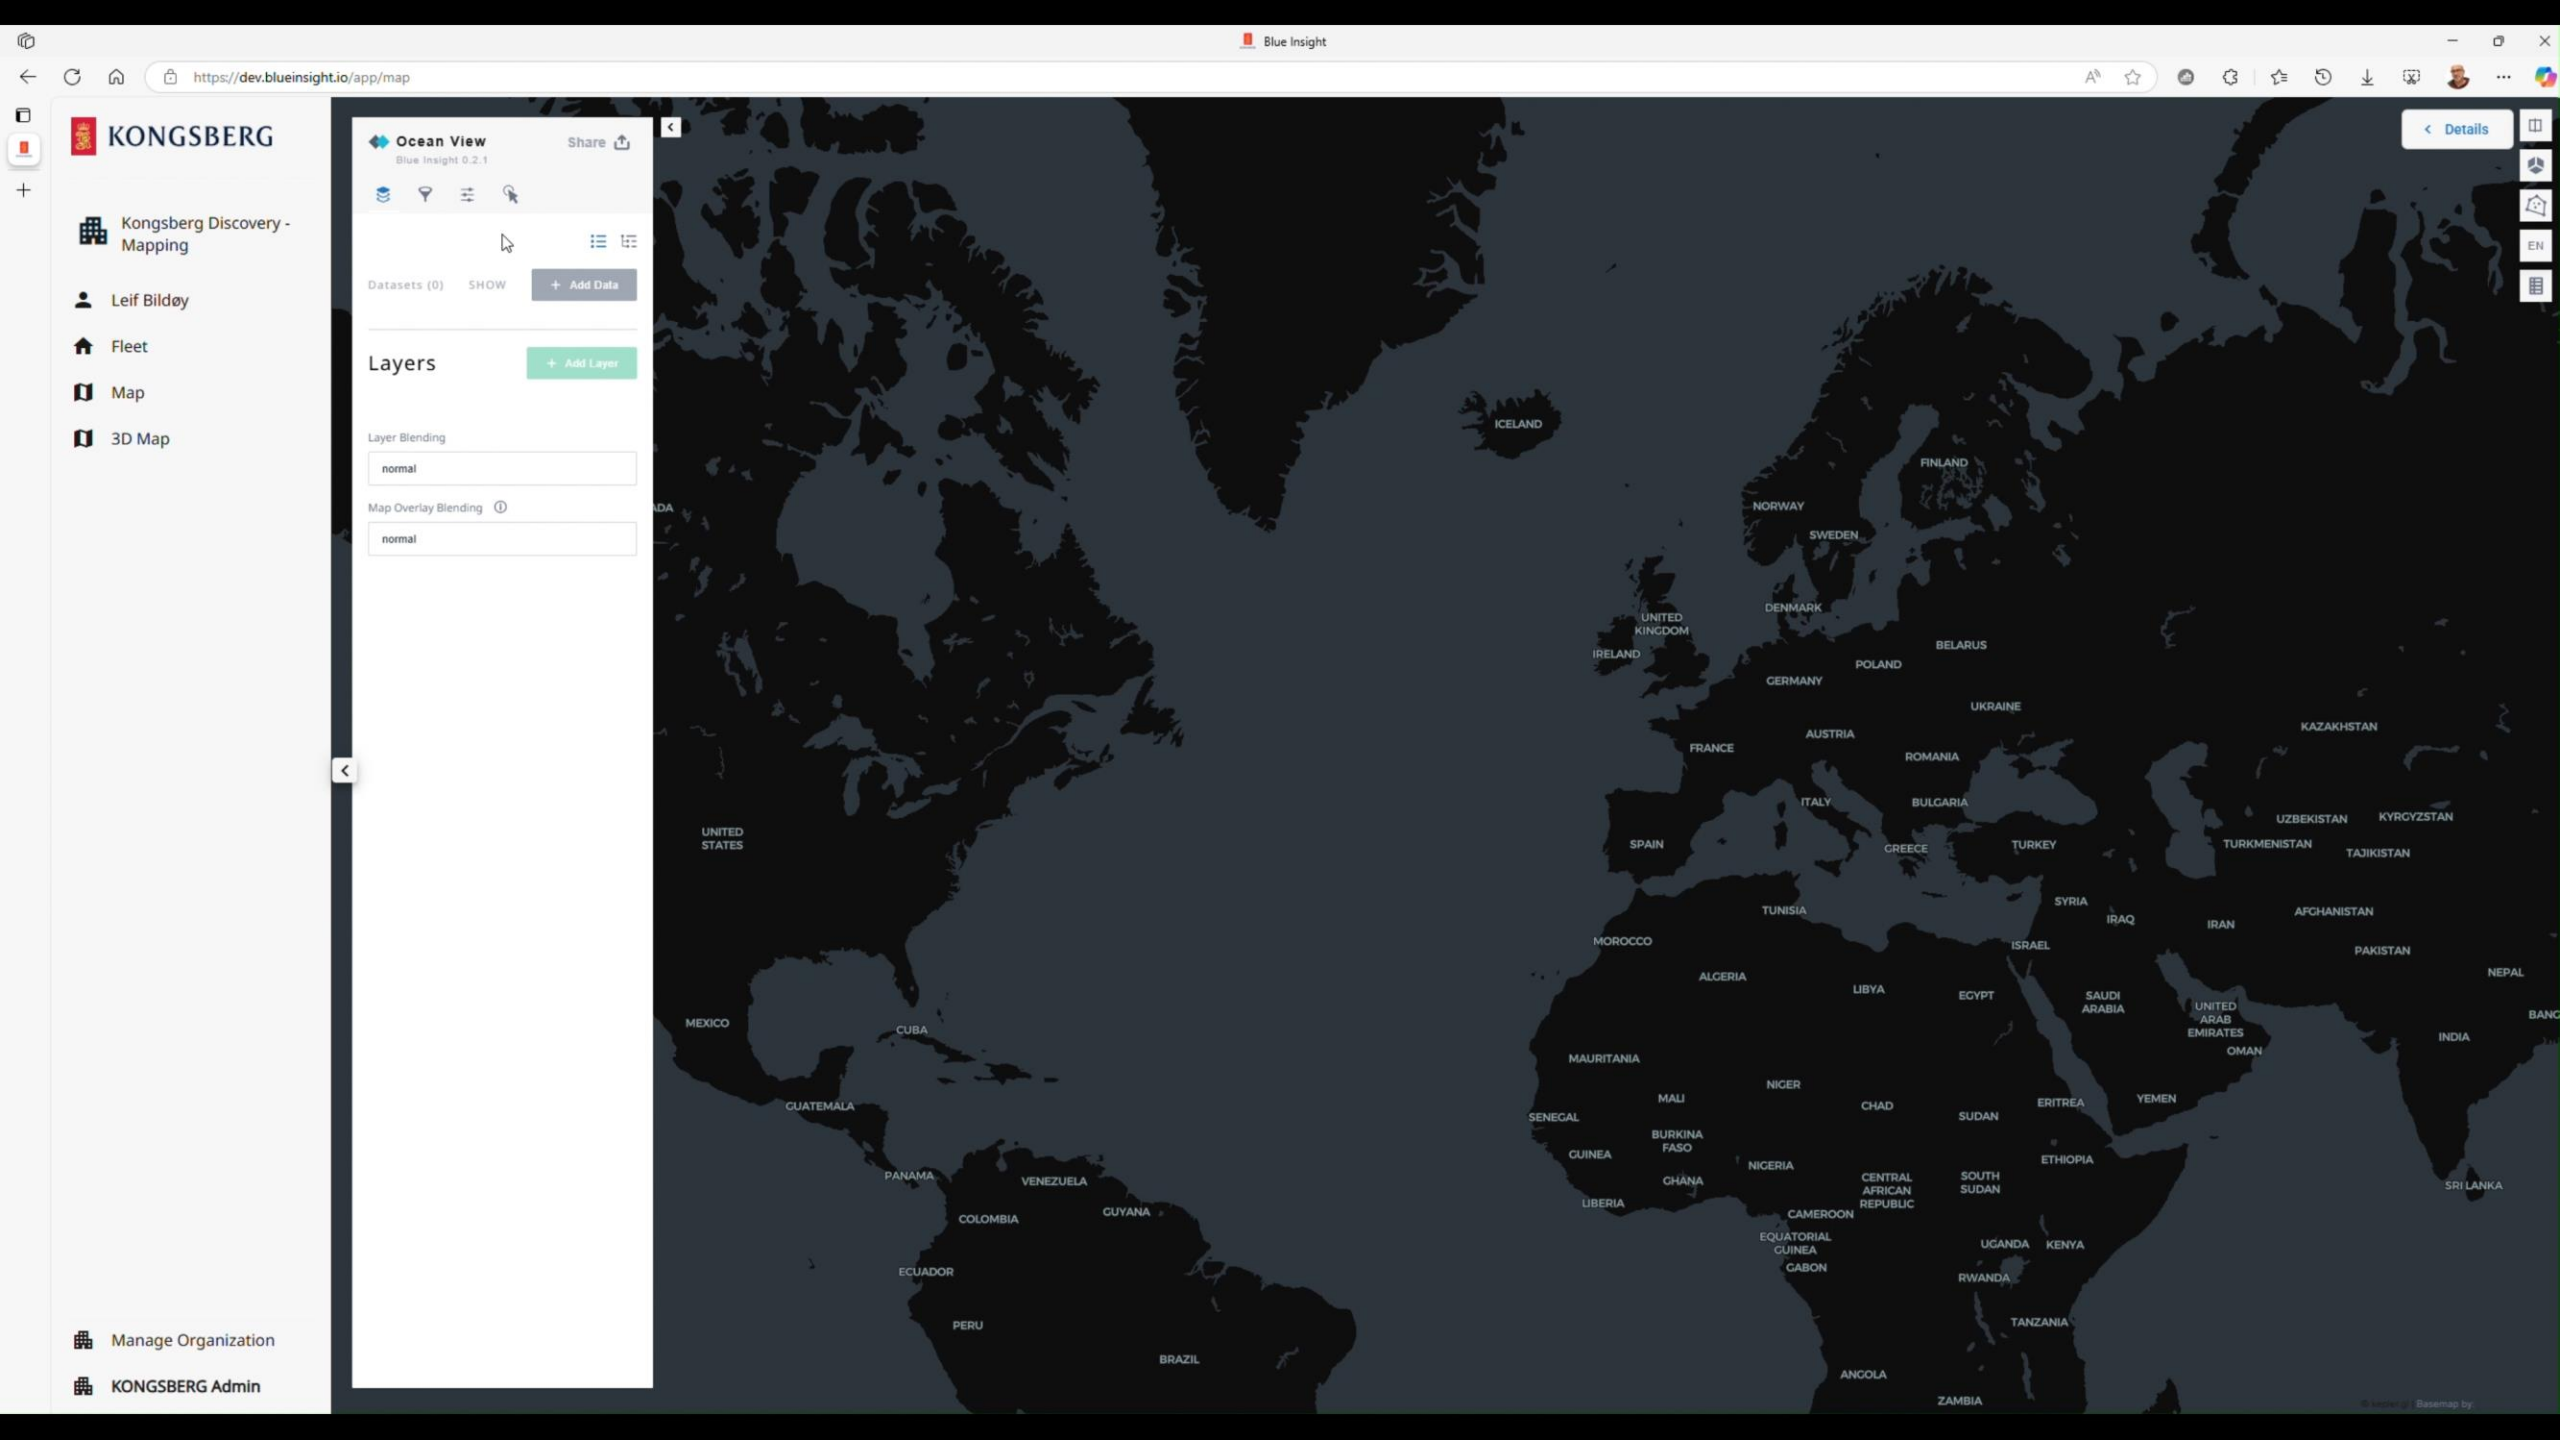 Blue Insight
https://dev.blueinsight.io/app/map
KONGSBERG
Kongsberg Discovery -
Mapping
Leif Bildøy
Fleet
Map
3D Map
Manage Organization
KONGSBERG Admin
Ocean View
Blue Insight 0.2.1
Share
Datasets (0)
SHOW
+ Add Data
Layers
+ Add Layer
Layer Blending
normal
Map Overlay Blending
normal
Details
EN
ICELAND
FINLAND
NORWAY
ADA
SWEDEN
DENMARK
UNITED
KINGDOM
IRELAND
BELARUS
POLAND
GERMANY
UKRAINE
KAZAKHSTAN
AUSTRIA
FRANCE
ROMANIA
ITALY
BULGARIA
UZBEKISTAN
KYRGYZSTAN
UNITED
STATES
SPAIN
GREECE
TURKEY
TURKMENISTAN
TAJIKISTAN
SYRIA
TUNISIA
IRAQ
AFGHANISTAN
IRAN
MOROCCO
ISRAEL
PAKISTAN
ALGERIA
NEPAL
LIBYA
EGYPT
SAUDI
ARABIA
UNITED
ARAB
EMIRATES
BANG
MEXICO
CUBA
INDIA
OMAN
MAURITANIA
NIGER
MALI
CHAD
ERITREA
YEMEN
GUATEMALA
SENEGAL
SUDAN
BURKINA
FASO
GUINEA
NIGERIA
ETHIOPIA
PANAMA
VENEZUELA
GHANA
CENTRAL
AFRICAN
REPUBLIC
SOUTH
SUDAN
SRI LANKA
LIBERIA
COLOMBIA
GUYANA
CAMEROON
EQUATORIAL
GUINEA
UGANDA
KENYA
GABON
ECUADOR
RWANDA
PERU
TANZANIA
BRAZIL
ANGOLA
ZAMBIA
Basemap by: